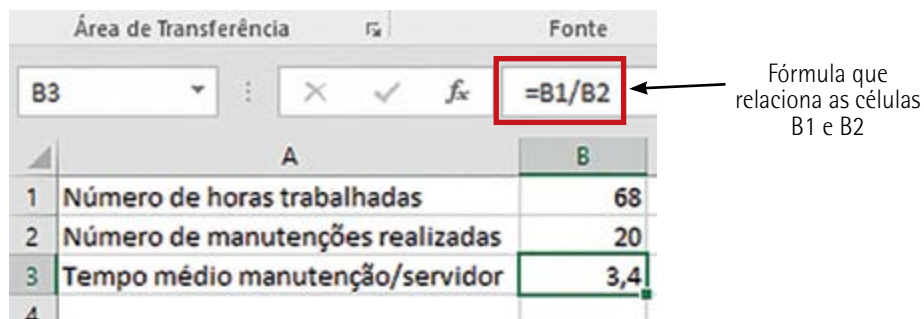 Área de Transferência Fonte
B3 fx =B1/B2
Fórmula que
relaciona as células
B1 e B2
A B
1 Número de horas trabalhadas 68
2 Número de manutenções realizadas 20
3 Tempo médio manutenção/servidor 3,4
4